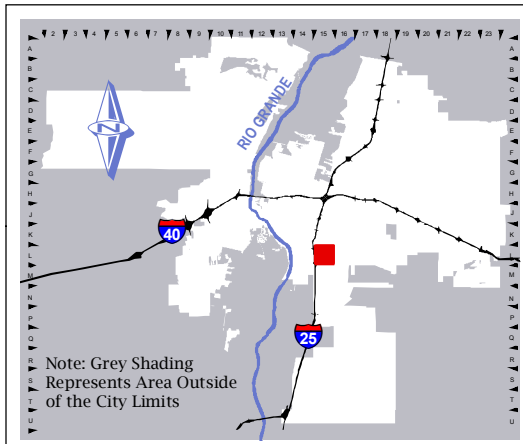 2 3 4 5 6 7 8 9 10 11 12 13 14 15 16 17 18 19 20 21 22 23
A A
B B
C C
D D
E E
F F
G G
H H
J J
K K
L L
M M
N N
P P
Q Q
R R
S S
T T
U U
N
RIO GRANDE
40
25
Note: Grey Shading
Represents Area Outside
of the City Limits